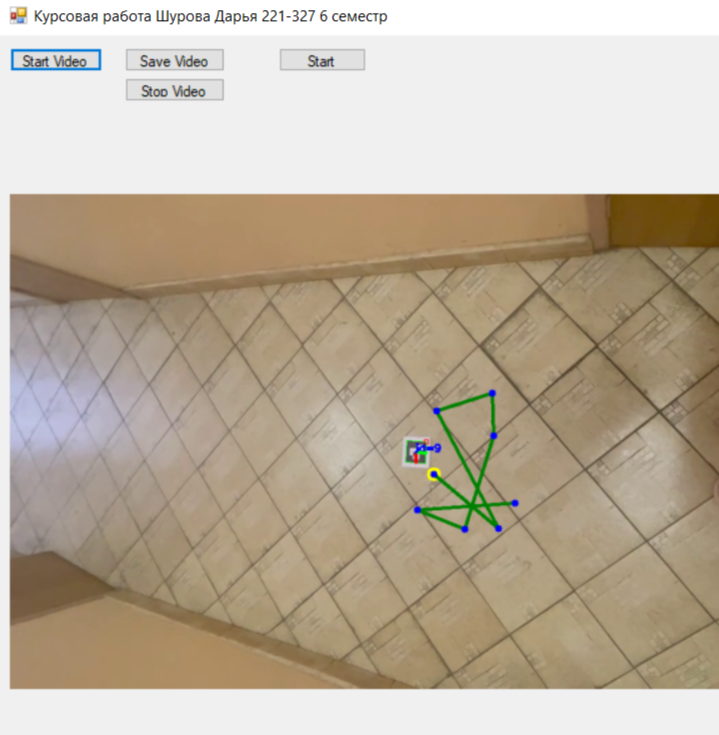 Курсовая работа Шурова Дарья 221-327 6 семестр
Start Video
Save Video
Start
Stop Video